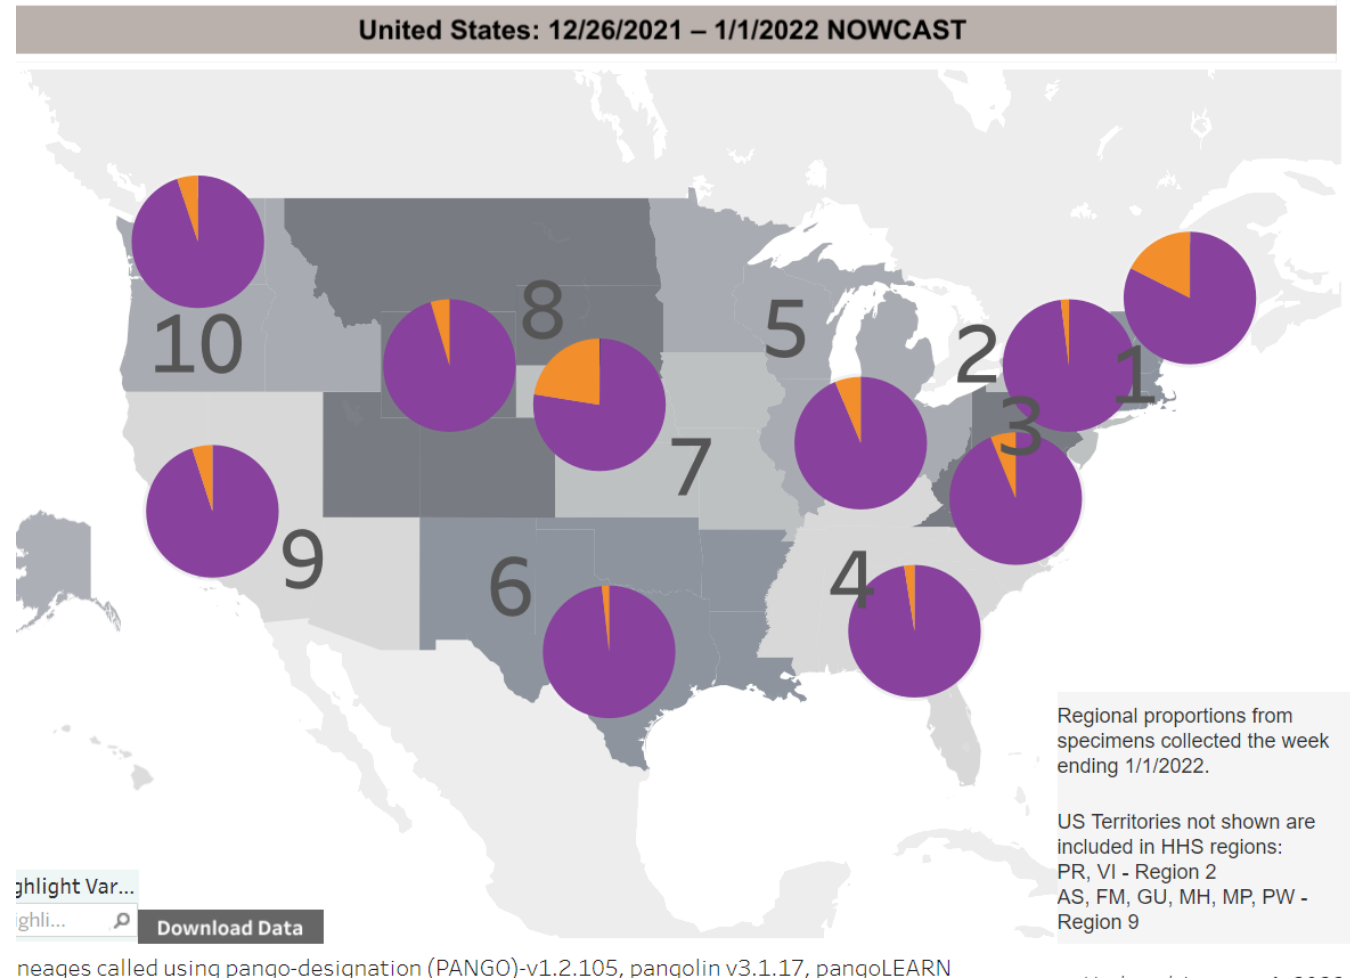 United States: 12/26/2021 – 1/1/2022 NOWCAST
10
8
5
2
1
3
7
9
6
4
Regional proportions from
specimens collected the week
ending 1/1/2022.
US Territories not shown are
included in HHS regions:
PR, VI - Region 2
AS, FM, GU, MH, MP, PW -
Region 9
ghlight Var...
ighli...
Download Data
neages called using pango-designation (PANGO)-v1.2.105, pangolin v3.1.17, pangoLEARN